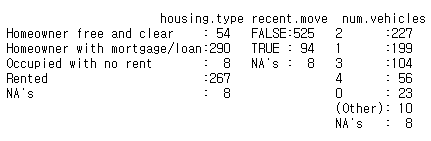 housing.type recent.move   num.vehicles
Homeowner free and clear    : 54   FALSE:525   2      :227
Homeowner with mortgage/loan:290   TRUE : 94   1      :199
Occupied with no rent       :  8   NA's :  8   3      :104
Rented                      :267               4      : 56
NA's                        :  8               0      : 23
                                               (Other): 10
                                               NA's   :  8